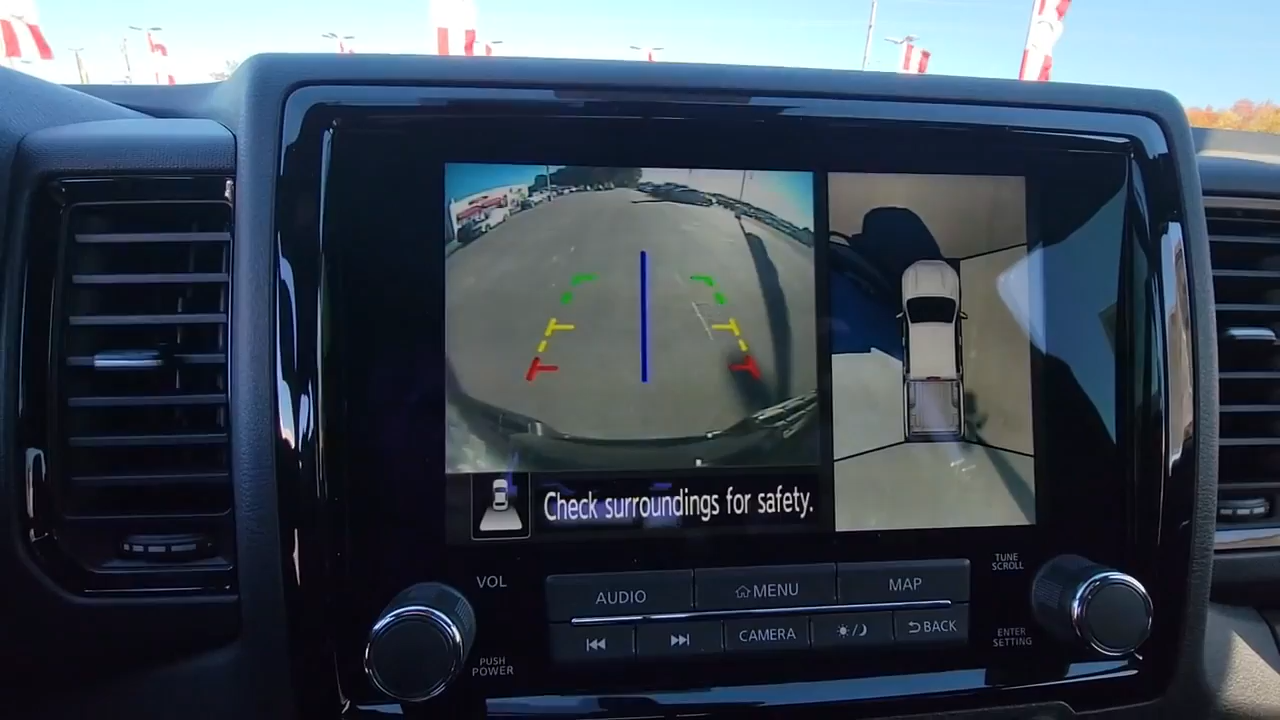 Check surroundings for safety.
VOL
AUDIO
MENU
MAP
TUNE
SCROLL
CAMERA
BACK
PUSH
POWER
ENTER
SETTING